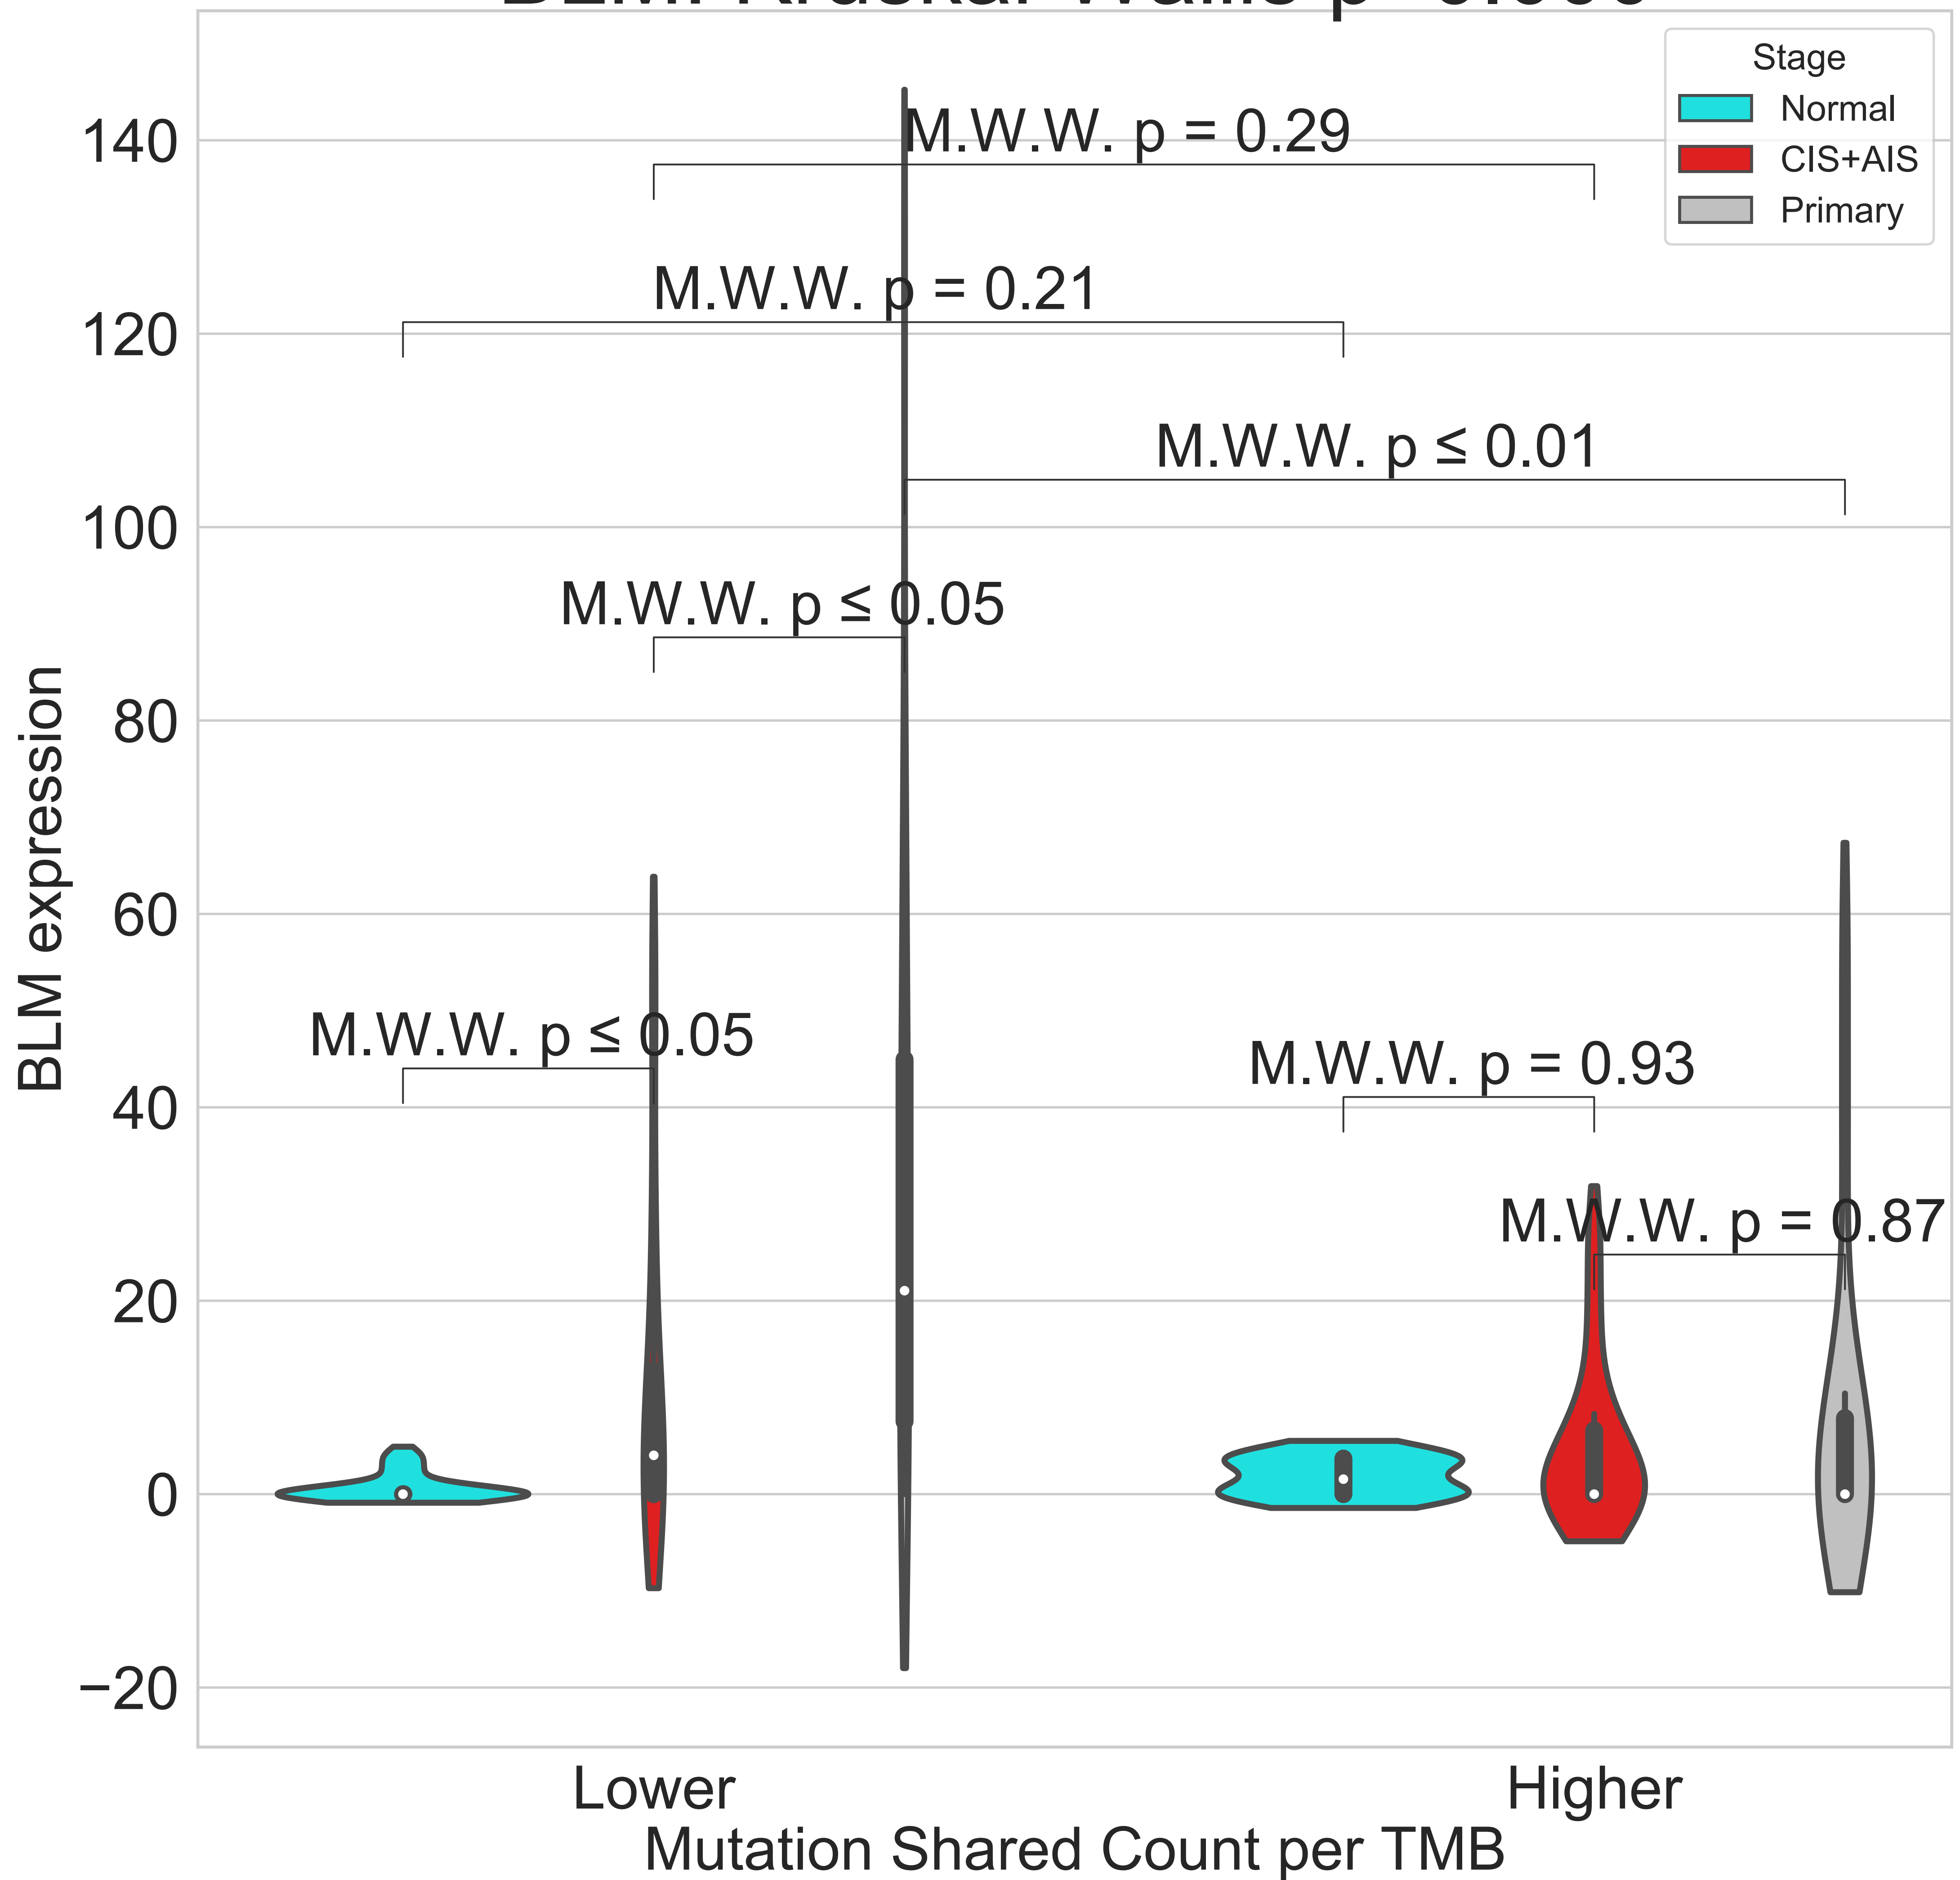 Stage
Normal
CIS+AIS
Primary
M.W.W. p = 0.29
M.W.W. p = 0.21
M.W.W. p ≤ 0.01
M.W.W. p ≤ 0.05
M.W.W. p ≤ 0.05
M.W.W. p = 0.93
M.W.W. p = 0.87
BLM expression
140
120
100
80
60
40
20
0
−20
Lower
Higher
Mutation Shared Count per TMB